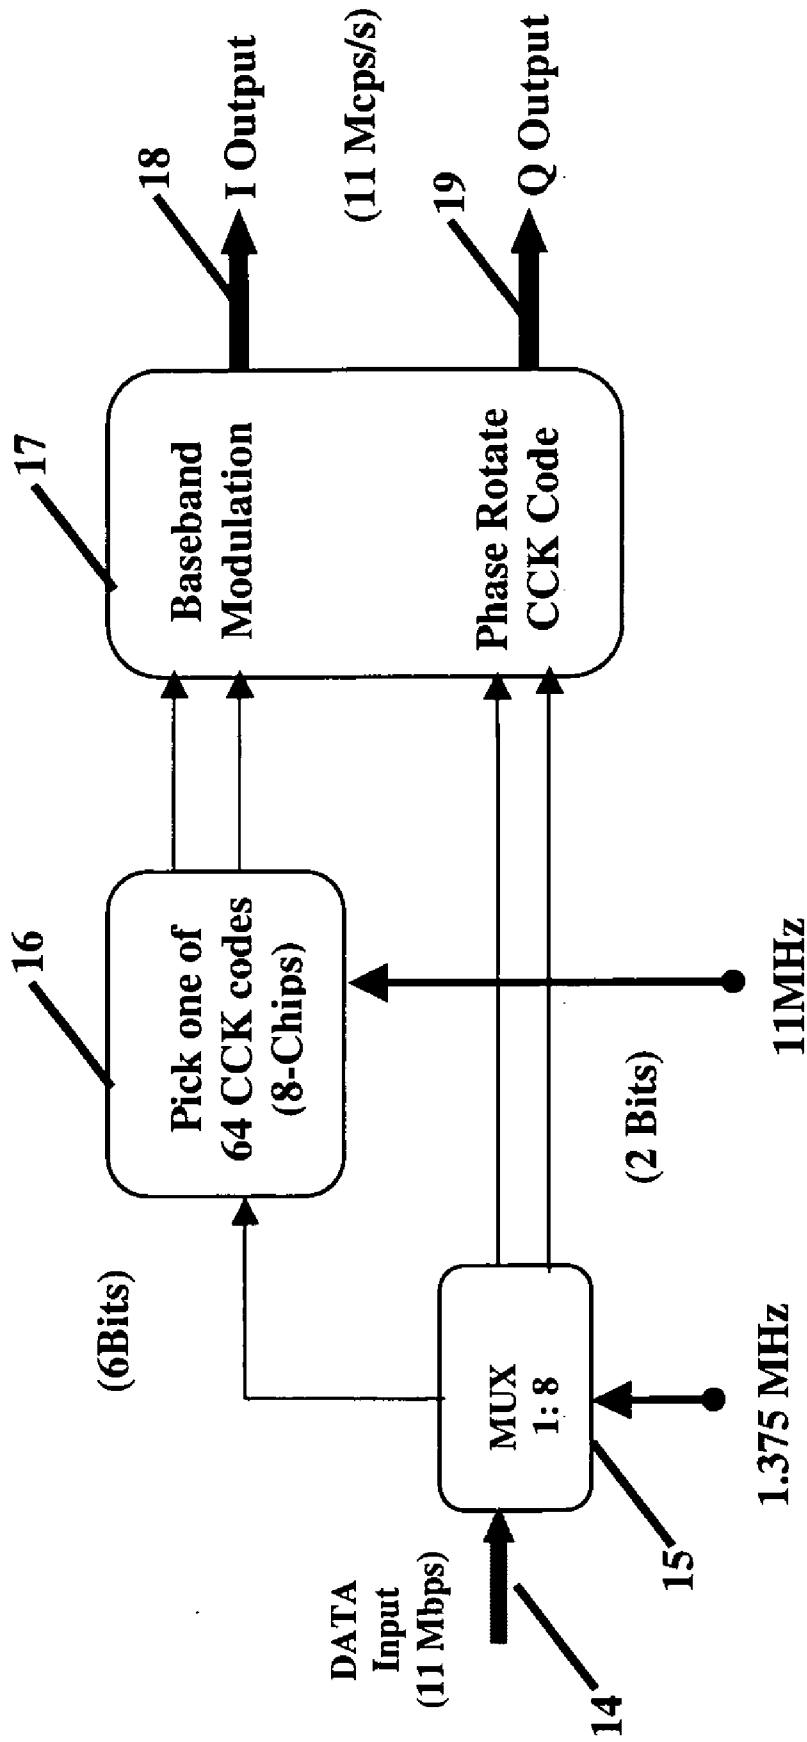 DATA
Input
(11 Mbps)
14
MUX
1: 8
15
1.375 MHz
(6Bits)
Pick one of
64 CCK codes
(8-Chips)
16
(2 Bits)
11MHz
Baseband
Modulation
Phase Rotate
CCK Code
17
18
I Output
(11 Mcps/s)
19
Q Output